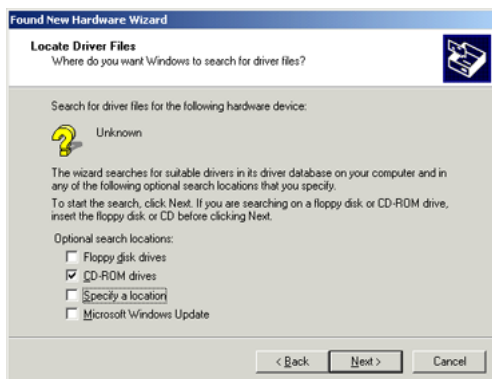 Found New Hardware Wizard
Locate Driver Files
Where do you want Windows to search for driver files?
Search for driver files for the following hardware device:
Unknown
The wizard searches for suitable drivers in its driver database on your computer and in
any of the following optional search locations that you specify.
To start the search, click Next. If you are searching on a floppy disk or CD-ROM drive,
insert the floppy disk or CD before clicking Next.
Optional search locations:
Floppy disk drives
CD-ROM drives
Specify a location
Microsoft Windows Update
< Back Next > Cancel